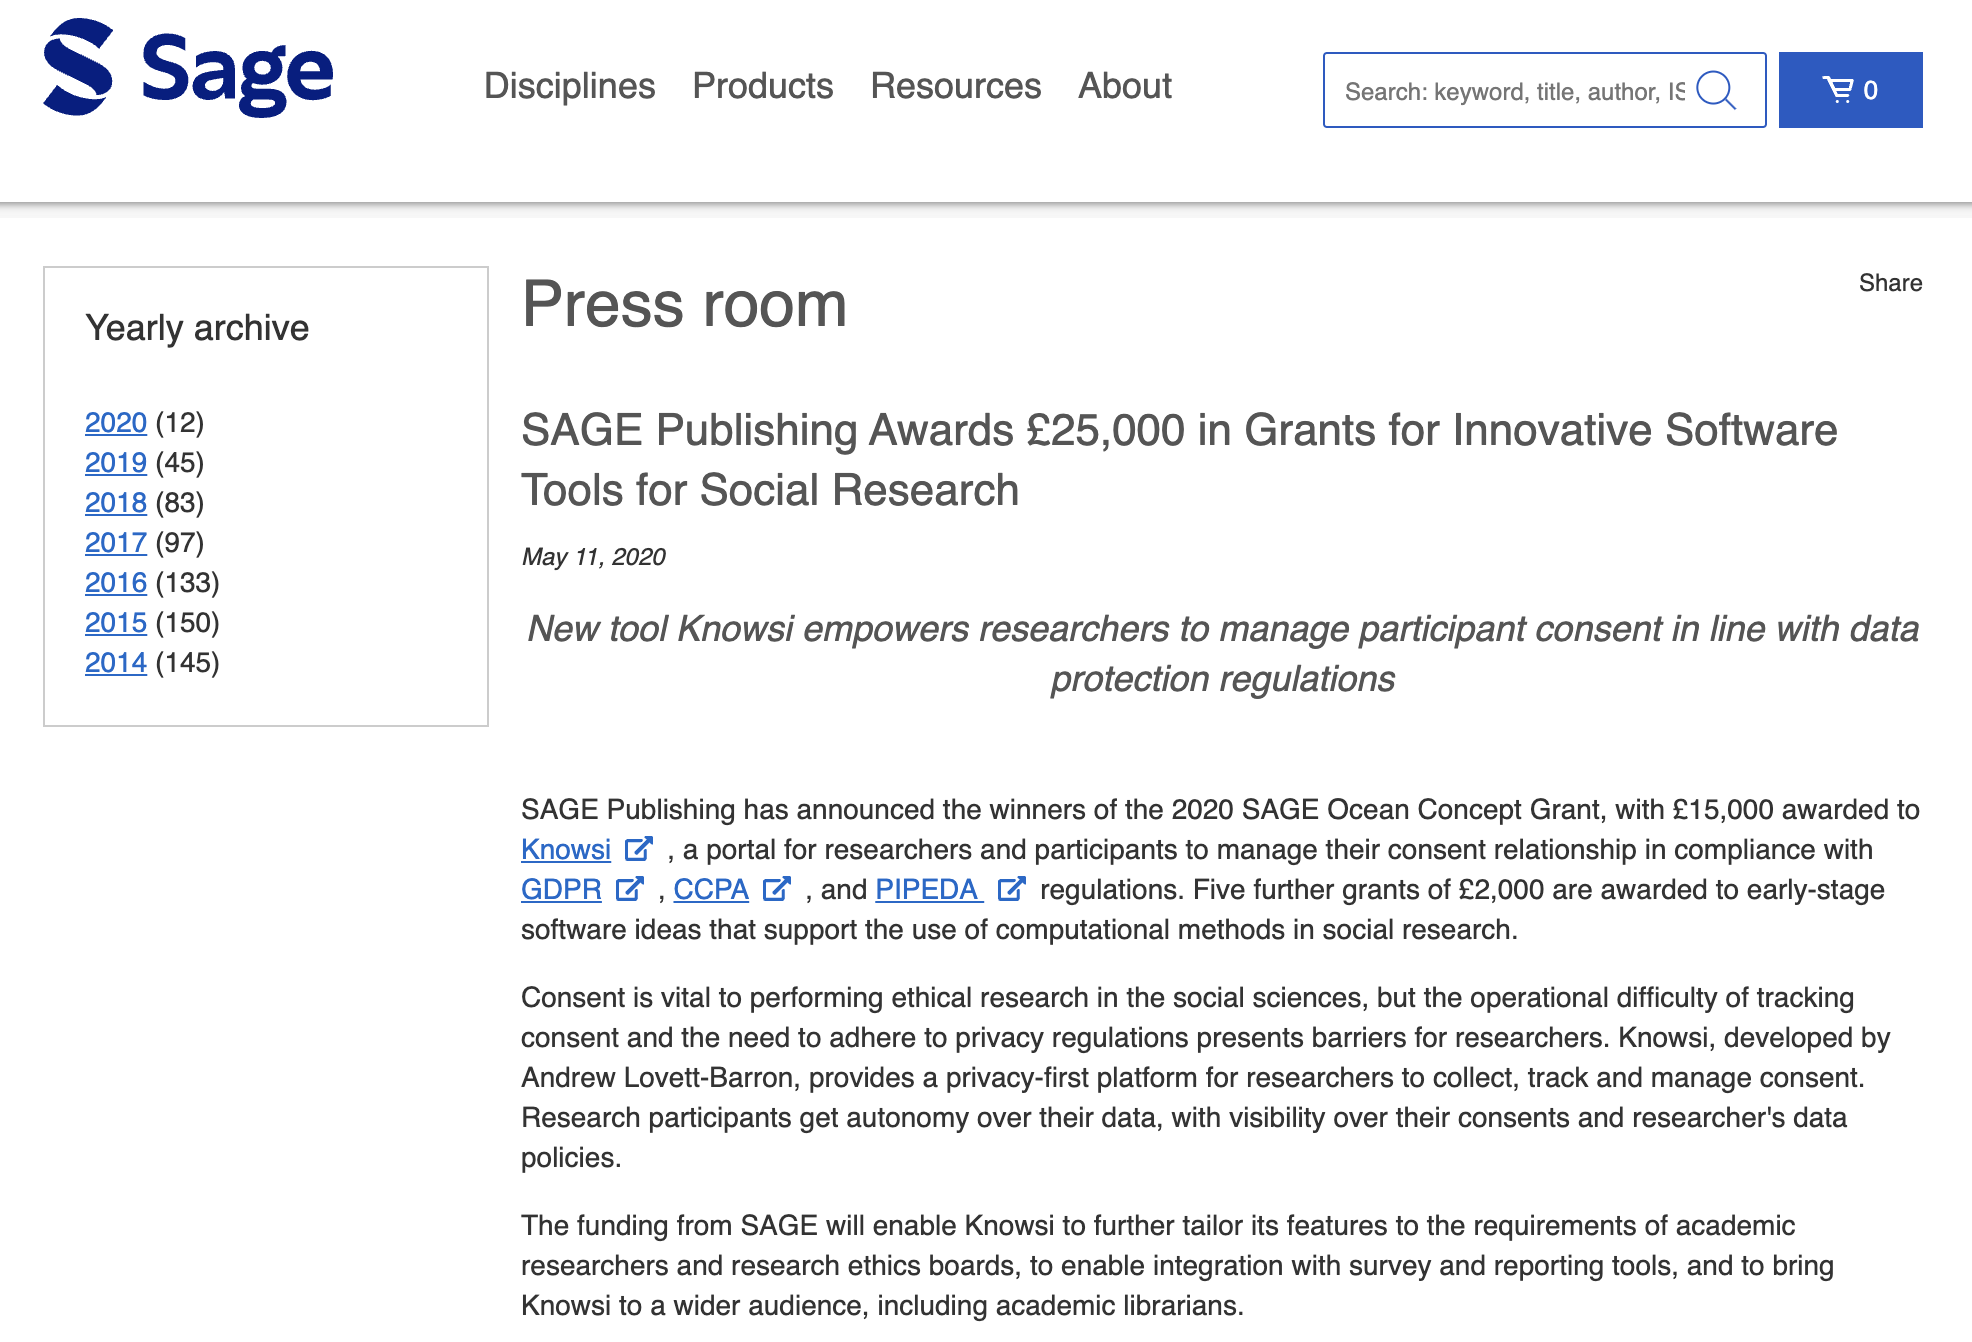 Sage
Disciplines Products Resources About
Search: keyword, title, author, IS
0
Yearly archive
2020 (12)
2019 (45)
2018 (83)
2017 (97)
2016 (133)
2015 (150)
2014 (145)
Press room
Share
SAGE Publishing Awards £25,000 in Grants for Innovative Software
Tools for Social Research
May 11, 2020
New tool Knowsi empowers researchers to manage participant consent in line with data
protection regulations
SAGE Publishing has announced the winners of the 2020 SAGE Ocean Concept Grant, with £15,000 awarded to
Knowsi , a portal for researchers and participants to manage their consent relationship in compliance with
GDPR , CCPA , and PIPEDA regulations. Five further grants of £2,000 are awarded to early-stage
software ideas that support the use of computational methods in social research.
Consent is vital to performing ethical research in the social sciences, but the operational difficulty of tracking
consent and the need to adhere to privacy regulations presents barriers for researchers. Knowsi, developed by
Andrew Lovett-Barron, provides a privacy-first platform for researchers to collect, track and manage consent.
Research participants get autonomy over their data, with visibility over their consents and researcher's data
policies.
The funding from SAGE will enable Knowsi to further tailor its features to the requirements of academic
researchers and research ethics boards, to enable integration with survey and reporting tools, and to bring
Knowsi to a wider audience, including academic librarians.